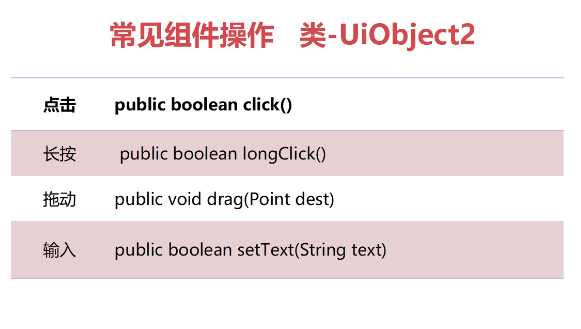 常见组件操作 类-UiObject2
点击 public boolean click()
长按 public boolean longClick()
拖动 public void drag(Point dest)
输入 public boolean setText(String text)